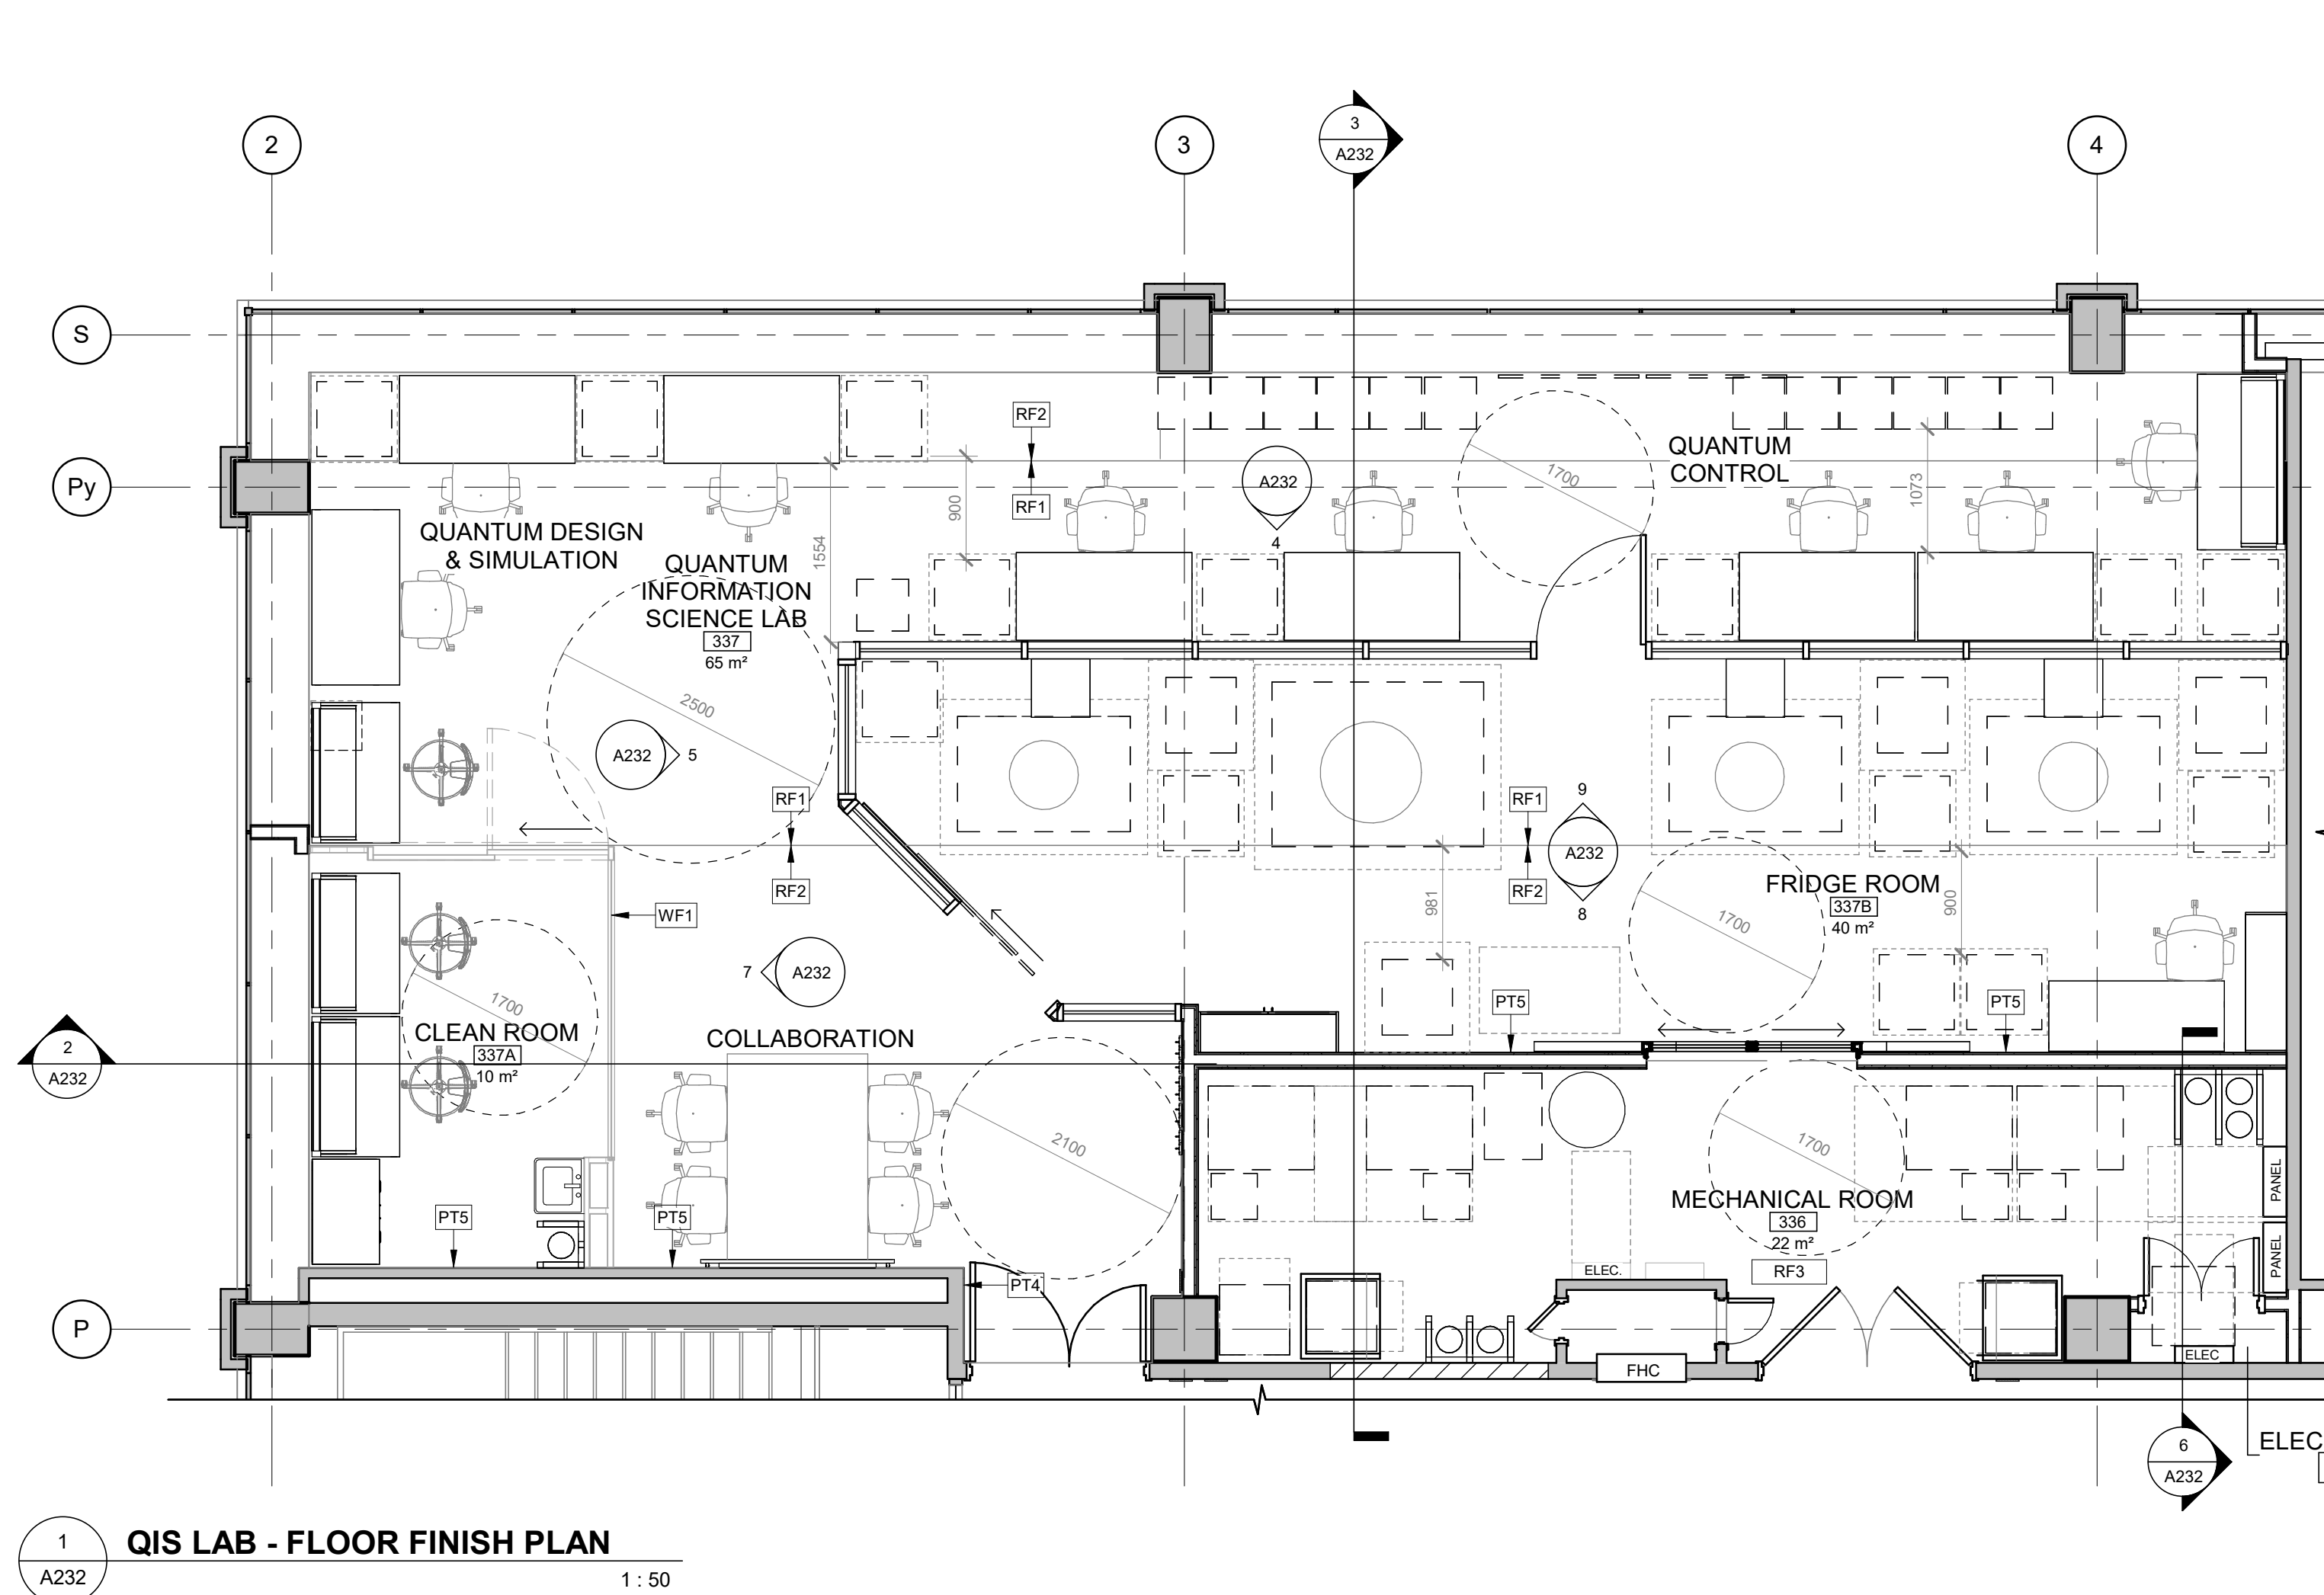 2
3
4
3
A232
S
Py
P
RF2
RF1
A232
4
QUANTUM
CONTROL
1700
1073
900
1554
QUANTUM DESIGN
& SIMULATION
QUANTUM
INFORMATION
SCIENCE LAB
337
65 m²
2500
A232
5
RF1
RF2
WF1
RF1
RF2
9
A232
8
981
FRIDGE ROOM
337B
40 m²
900
1700
7
A232
1700
CLEAN ROOM
337A
10 m²
COLLABORATION
PT5
PT5
2
A232
2100
1700
MECHANICAL ROOM
336
22 m²
RF3
PANEL
PANEL
PT5
PT5
PT4
ELEC.
FHC
ELEC
6
A232
ELEC
1
A232
QIS LAB - FLOOR FINISH PLAN
1 : 50